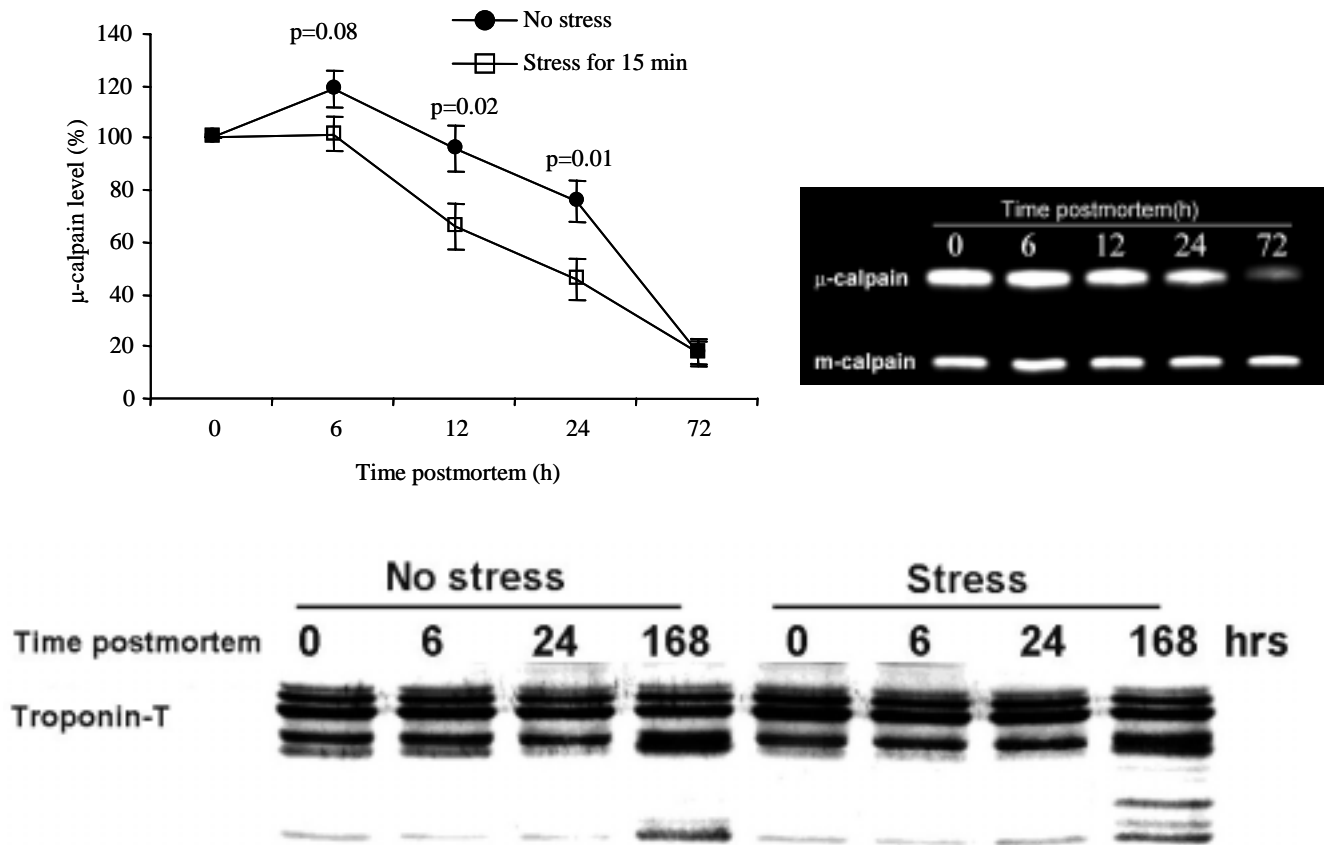 No stress
Stress for 15 min
140
120
100
80
60
40
20
0
μ-calpain level (%)
p=0.08
p=0.02
p=0.01
0 6 12 24 72
Time postmortem (h)
Time postmortem(h)
0 6 12 24 72
μ-calpain
m-calpain
No stress Stress
Time postmortem 0 6 24 168 0 6 24 168 hrs
Troponin-T